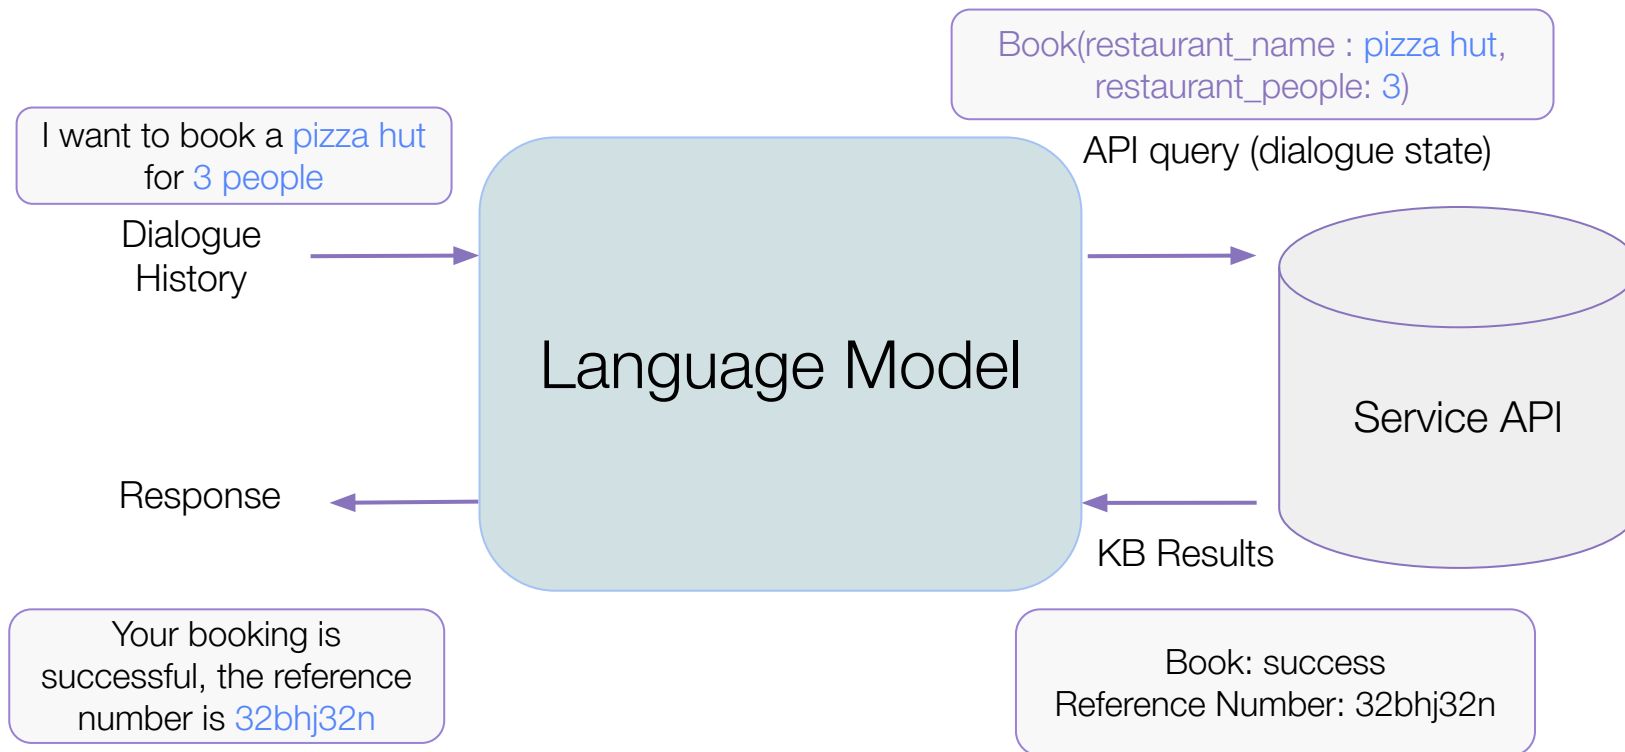 Book(restaurant_name : pizza hut,
restaurant_people: 3)
API query (dialogue state)
I want to book a pizza hut
for 3 people
Dialogue
History
Language Model
Service API
Response
KB Results
Your booking is
successful, the reference
number is 32bhj32n
Book: success
Reference Number: 32bhj32n